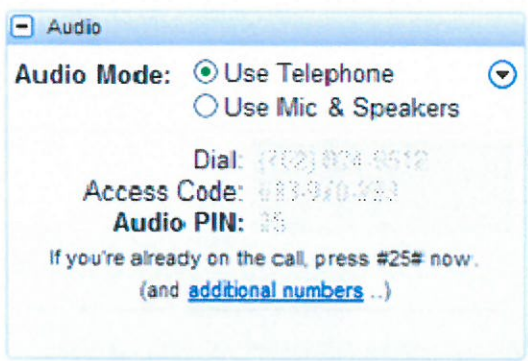 Audio
Audio Mode: Use Telephone
Use Mic & Speakers
Dial:
Access Code:
Audio PIN: 25
If you're already on the call, press #25# now.
(and additional numbers ..)